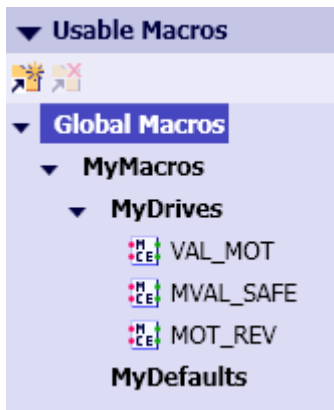 Usable Macros
Global Macros
MyMacros
MyDrives
VAL_MOT
MVAL_SAFE
MOT_REV
MyDefaults